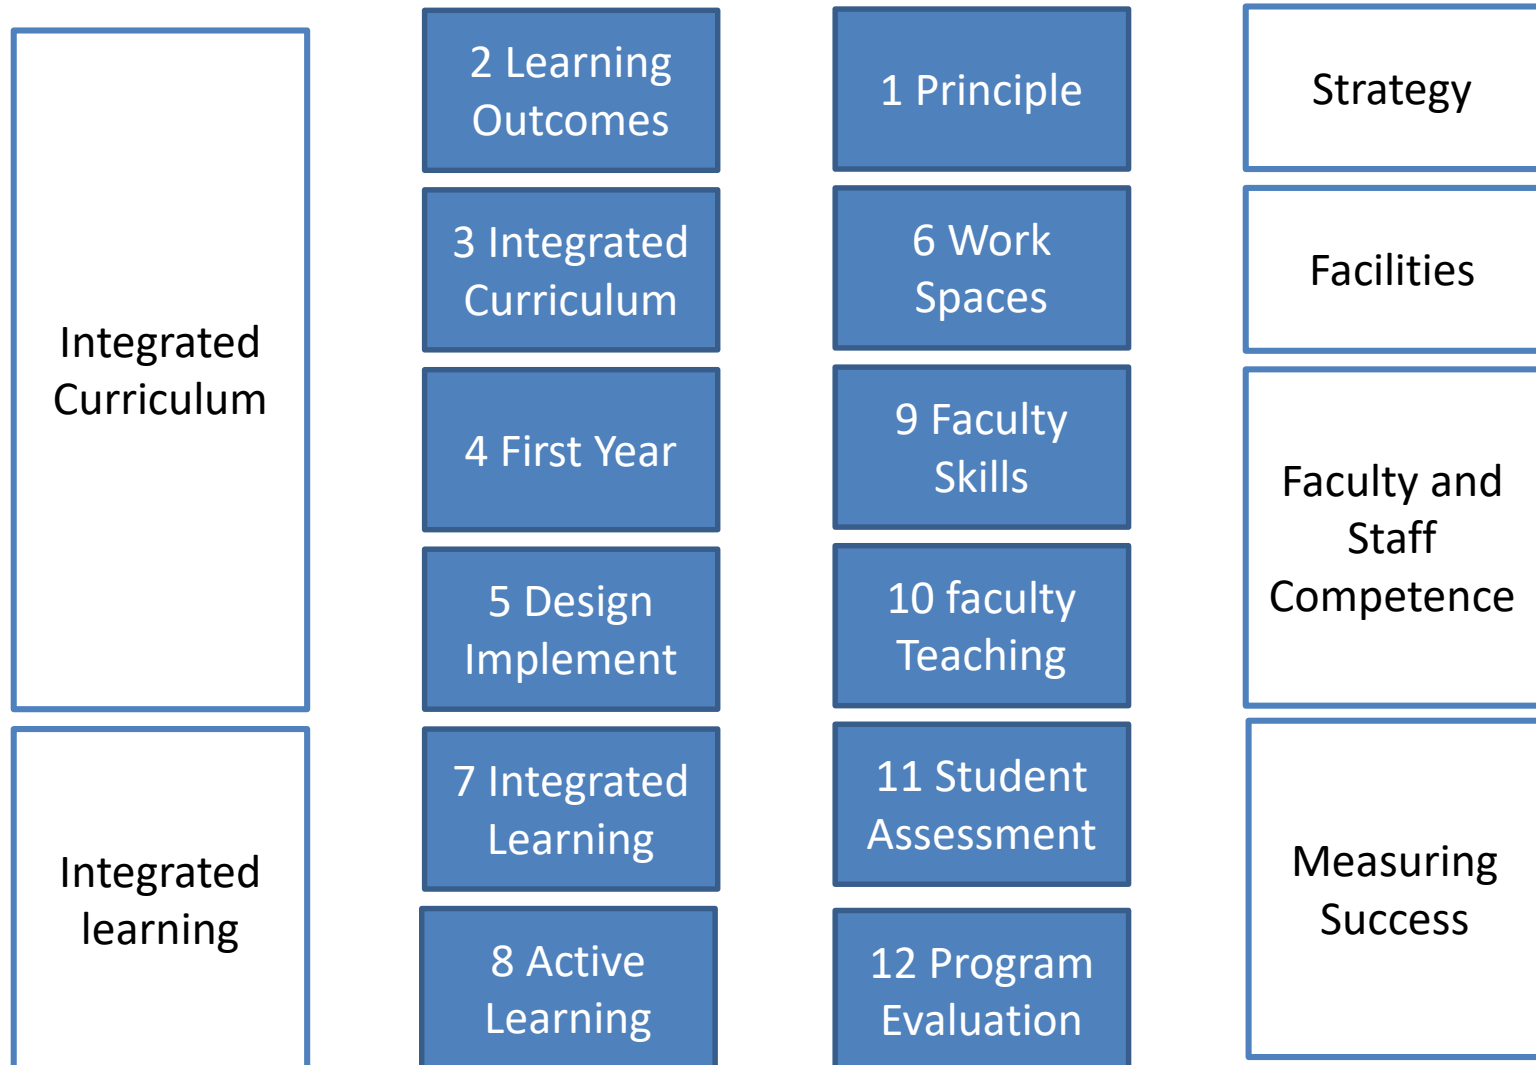 Integrated
Curriculum
Integrated
learning
2 Learning
Outcomes
3 Integrated
Curriculum
4 First Year
5 Design
Implement
7 Integrated
Learning
8 Active
Learning
1 Principle
6 Work
Spaces
9 Faculty
Skills
10 faculty
Teaching
11 Student
Assessment
12 Program
Evaluation
Strategy
Facilities
Faculty and
Staff
Competence
Measuring
Success